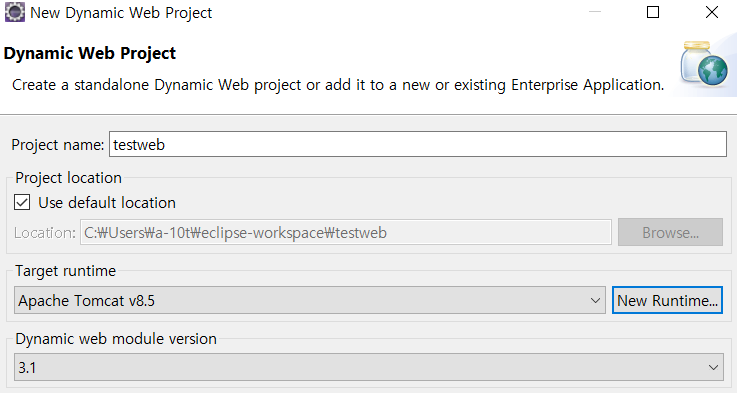 New Dynamic Web Project
Dynamic Web Project
Create a standalone Dynamic Web project or add it to a new or existing Enterprise Application.
Project name: testweb
Project location
Use default location
Location: C:₩Users₩a-10t₩eclipse-workspace₩testweb Browse...
Target runtime
Apache Tomcat v8.5 New Runtime...
Dynamic web module version
3.1